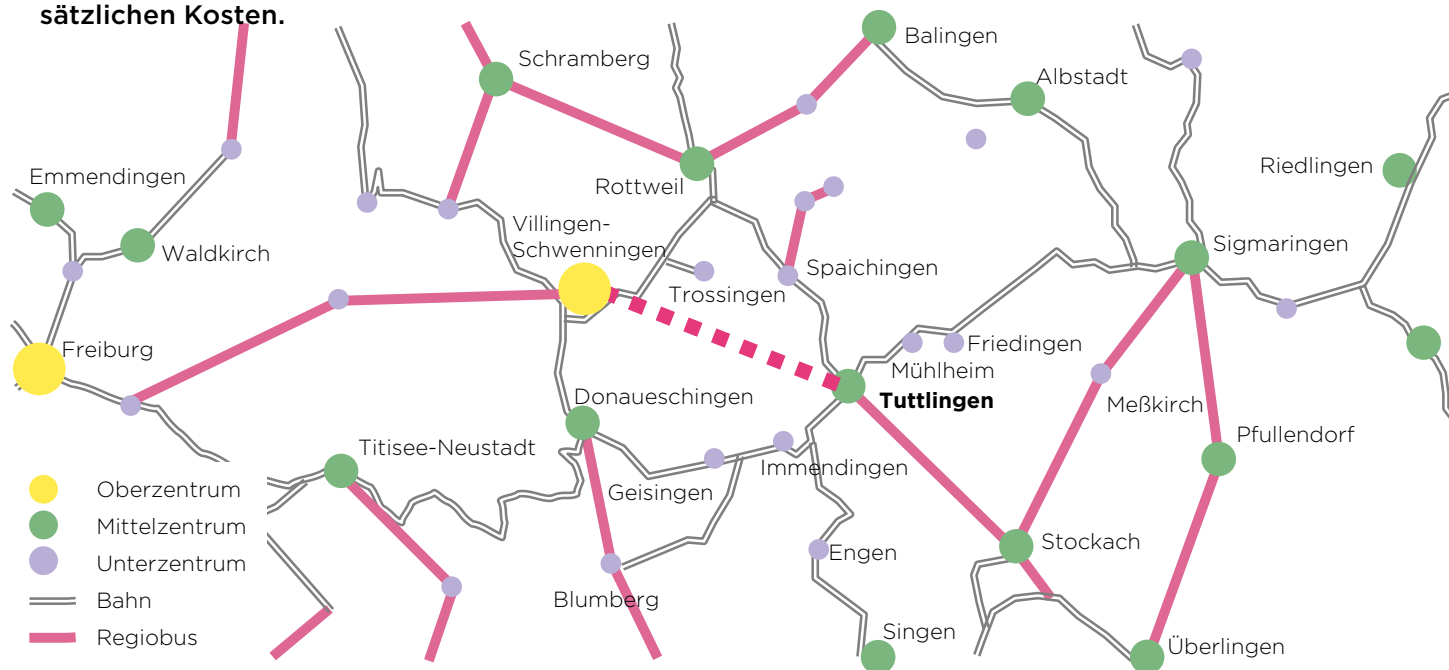 sätzlichen Kosten.
Balingen
Schramberg
Albstadt
Riedlingen
Emmendingen
Rottweil
Villingen-
Schwenningen
Waldkirch
Sigmaringen
Spaichingen
Trossingen
Freiburg
Friedingen
Mühlheim
Tuttlingen
Donaueschingen
Meßkirch
Pfullendorf
Titisee-Neustadt
Immendingen
Geisingen
Oberzentrum
Mittelzentrum
Unterzentrum
Bahn
Regiobus
Stockach
Engen
Blumberg
Singen
Überlingen